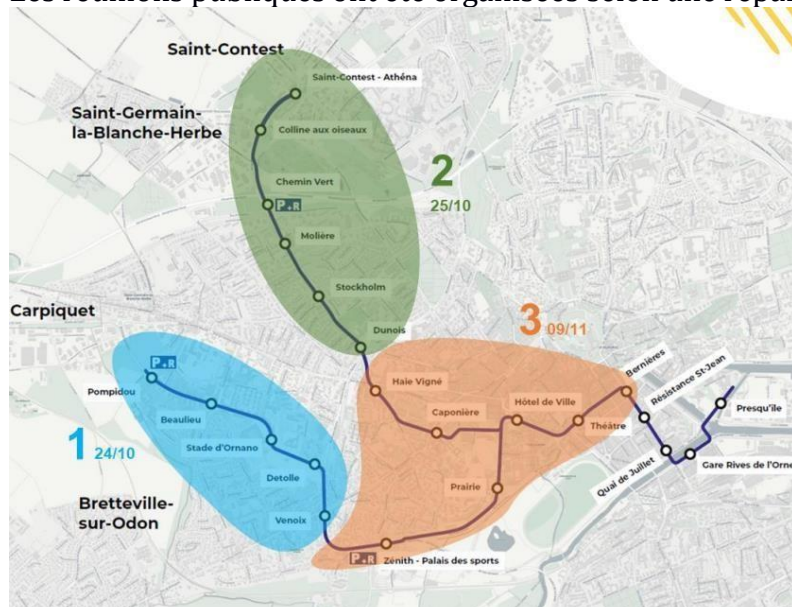 Les réunions publiques ont été organisées selon une
Saint-Contest
Saint-Contest - Athéna
Saint-Germain-
la-Blanche-Herbe
Colline aux oiseaux
Chemin Vert
2
25/10
P+R
Molière
Stockholm
Carpiquet
Dunois
3 09/11
P+R
Pompidou
Haie Vigné
Bernières
Résistance St-Jean
Beaulieu
Hôtel de Ville
Presqu'île
Caponière
Théâtre
1 24/10
Stade d'Ornano
Detolle
Quai de Juillet
Gare Rives de l'Orne
Prairie
Bretteville-
sur-Odon
Venoix
P+R
Zénith - Palais des sports